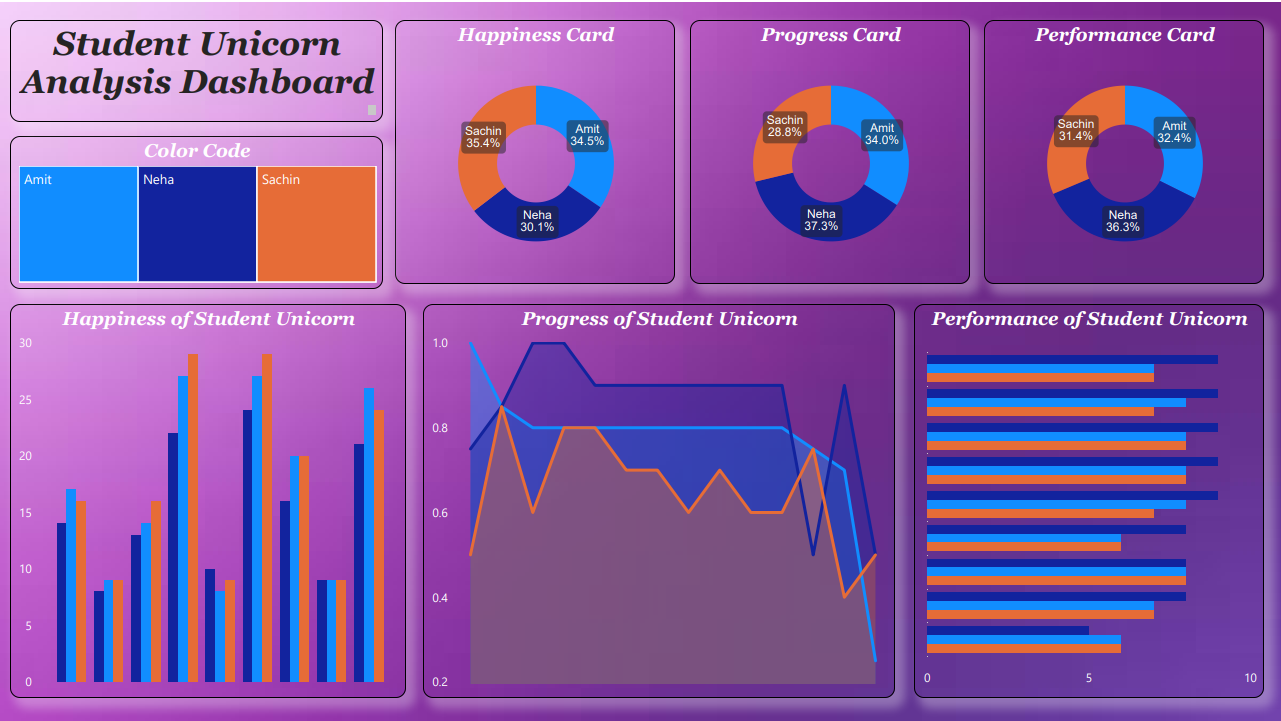 Student Unicorn
Analysis Dashboard
Color Code
Amit
Neha
Sachin
Happiness Card
Sachin
35.4%
Amit
34.5%
Neha
30.1%
Progress Card
Sachin
28.8%
Amit
34.0%
Neha
37.3%
Performance Card
Sachin
31.4%
Amit
32.4%
Neha
36.3%
Happiness of Student Unicorn
30
25
20
15
10
5
0
Progress of Student Unicorn
1.0
0.8
0.6
0.4
0.2
Performance of Student Unicorn
0
5
10